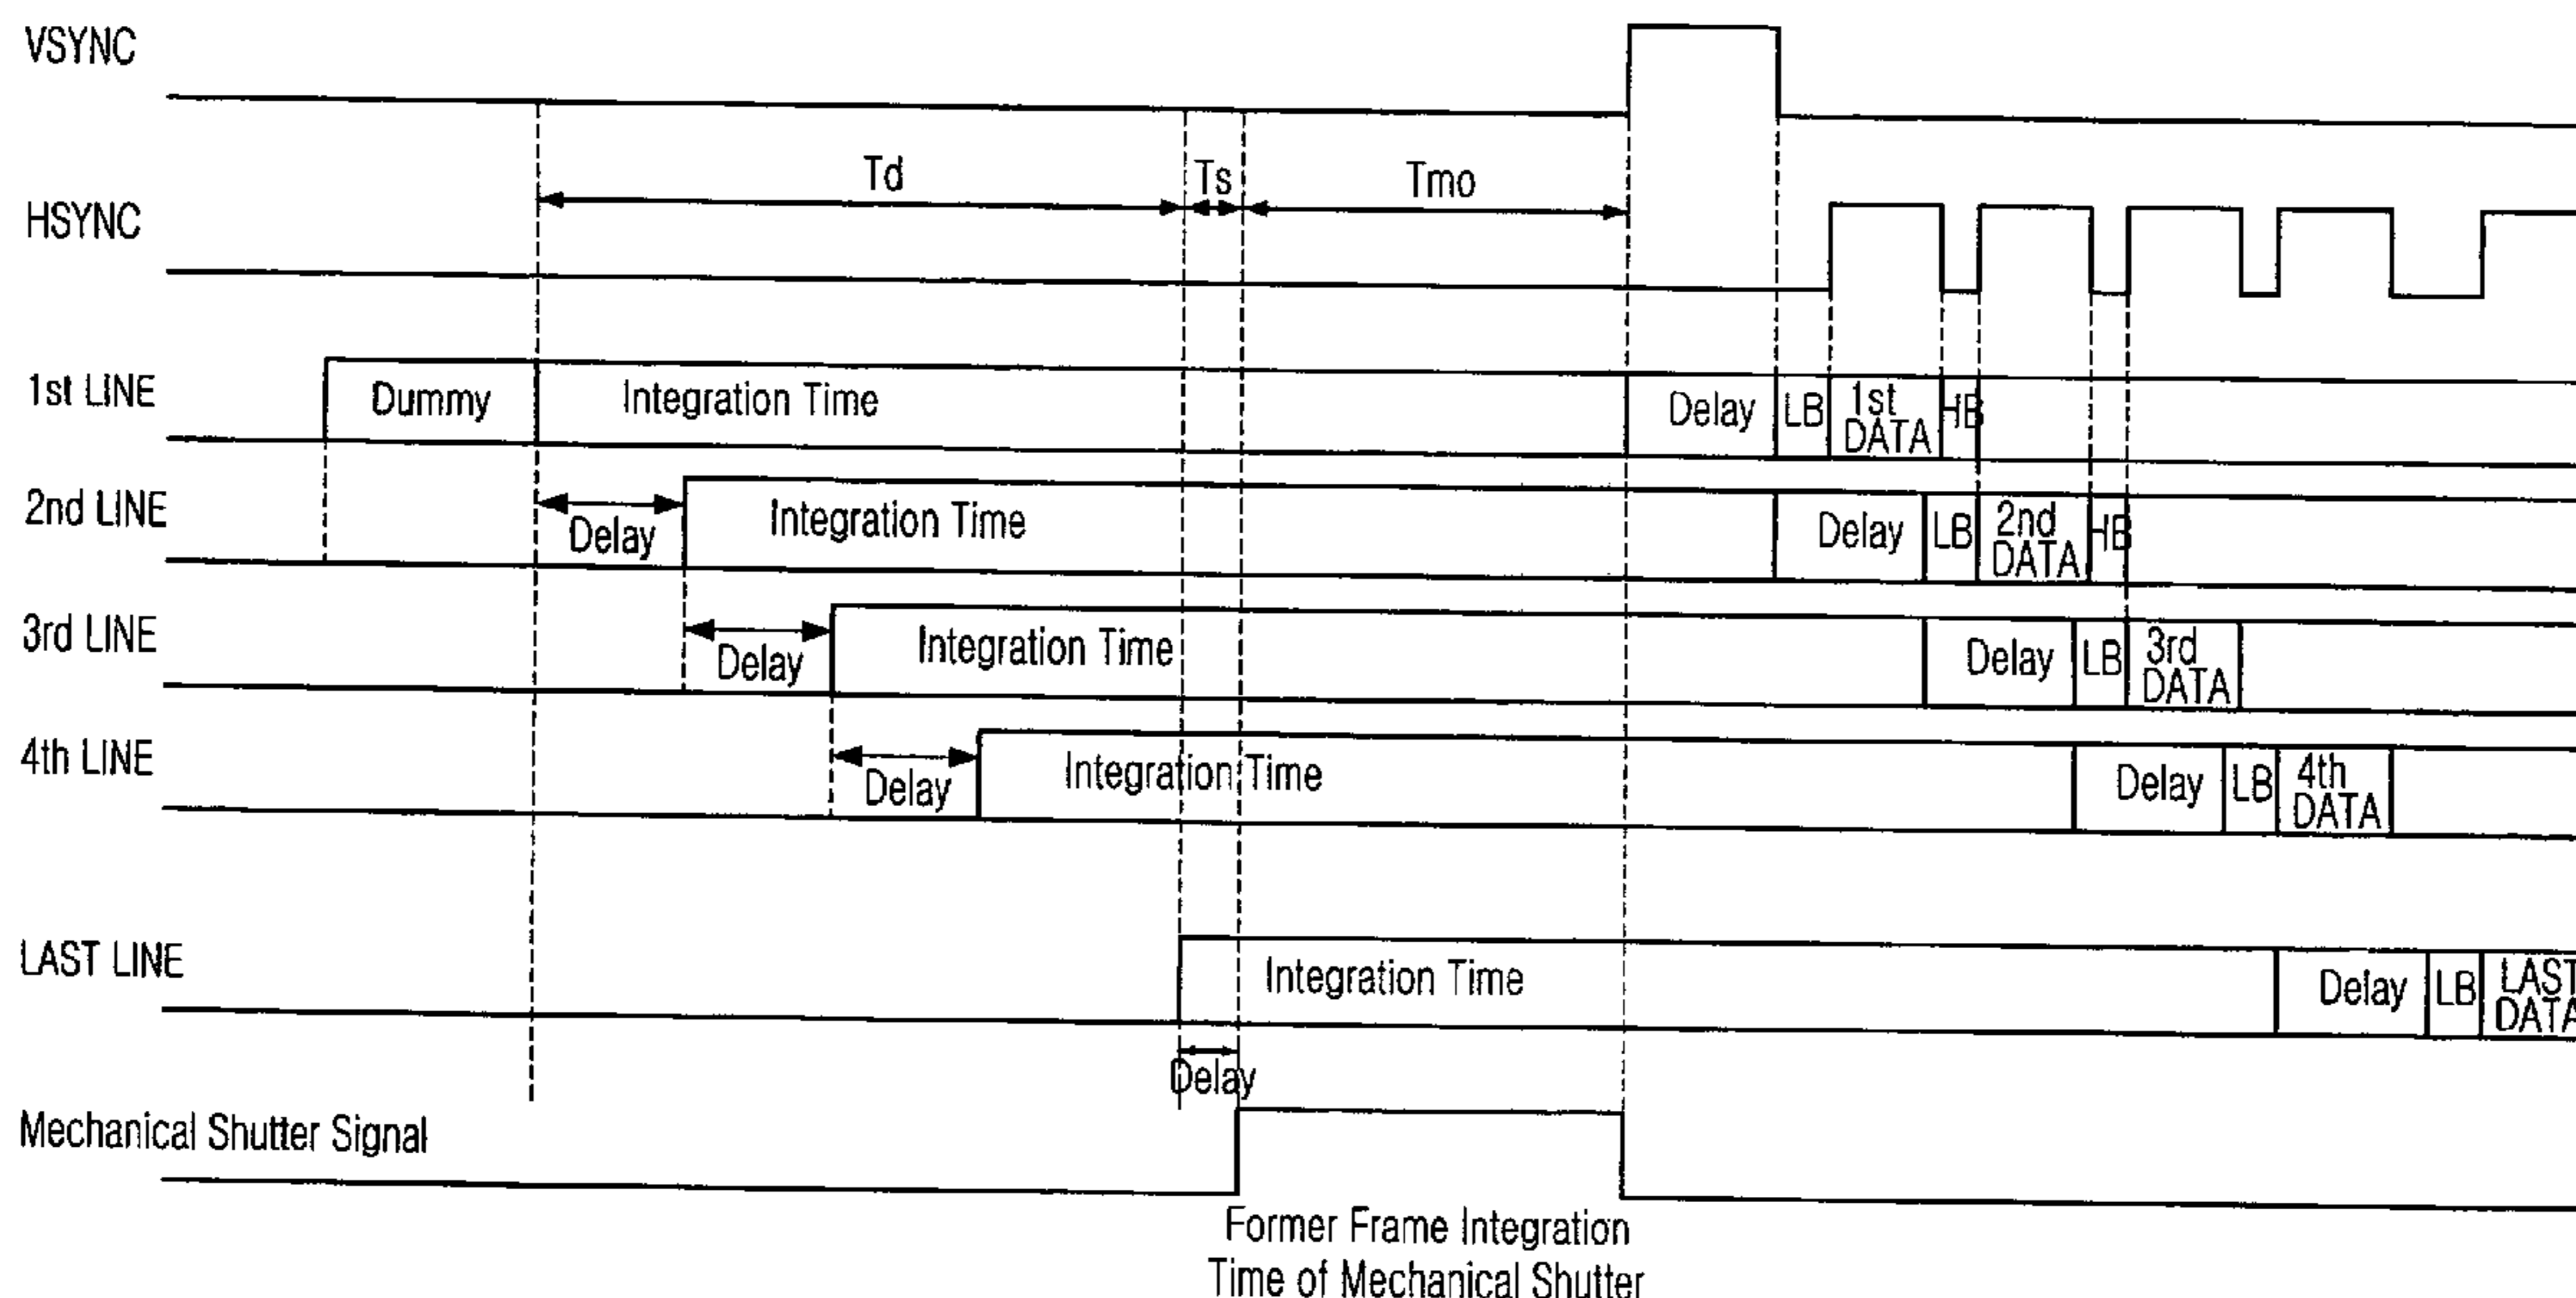 VSYNC
Td Ts Tmo
HSYNC
1st LINE Dummy Integration Time Delay LB 1st DATA HB
2nd LINE Delay Integration Time Delay LB 2nd DATA HB
3rd LINE Delay Integration Time Delay LB 3rd DATA
4th LINE Delay Integration Time Delay LB 4th DATA
LAST LINE Integration Time Delay LB LAST DATA
Delay
Mechanical Shutter Signal
Former Frame Integration
Time of Mechanical Shutter